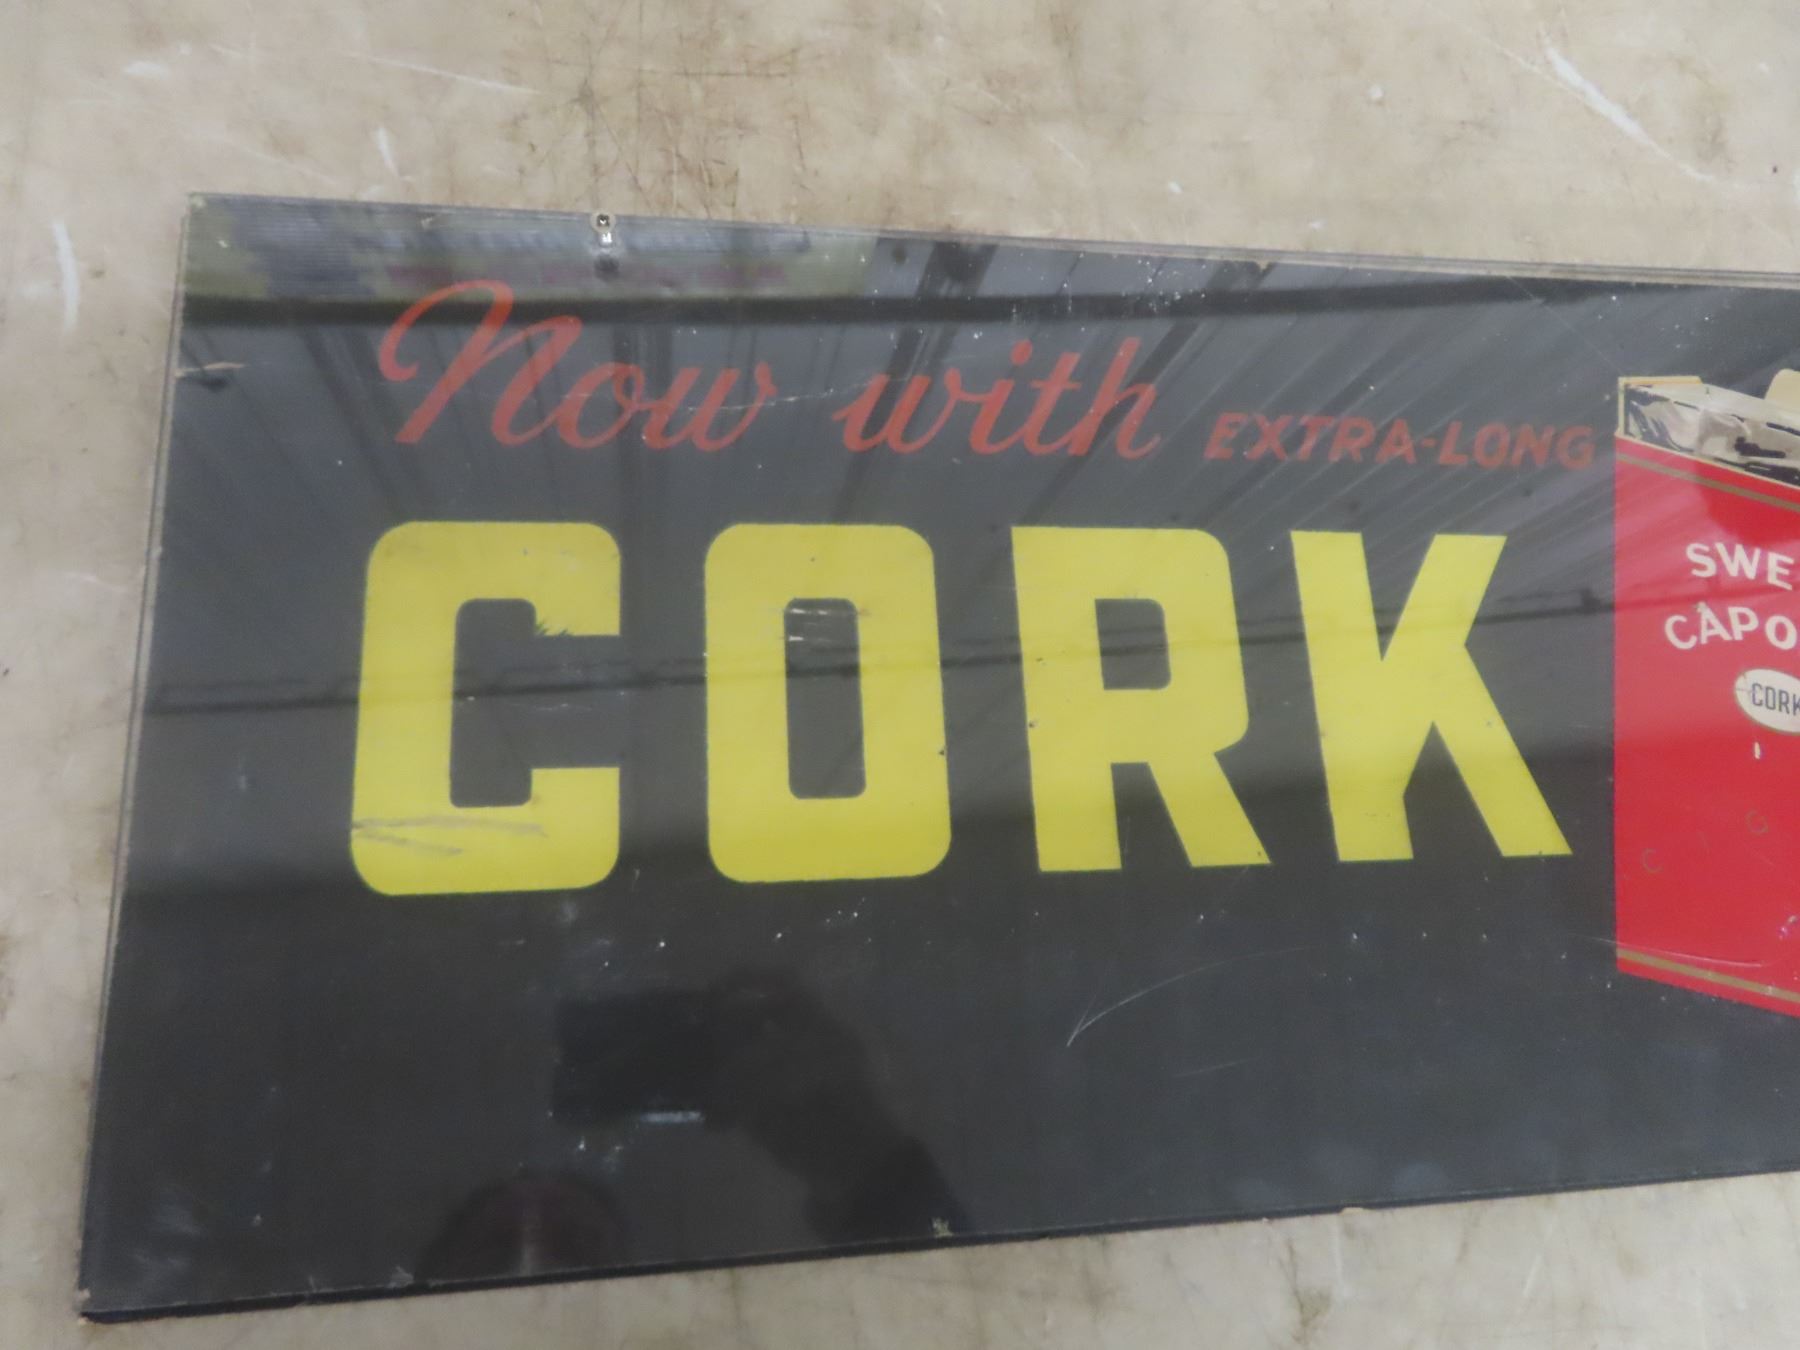 Now with EXTRA-LONG
CORK
SWE
CAPO
CORK
C I G